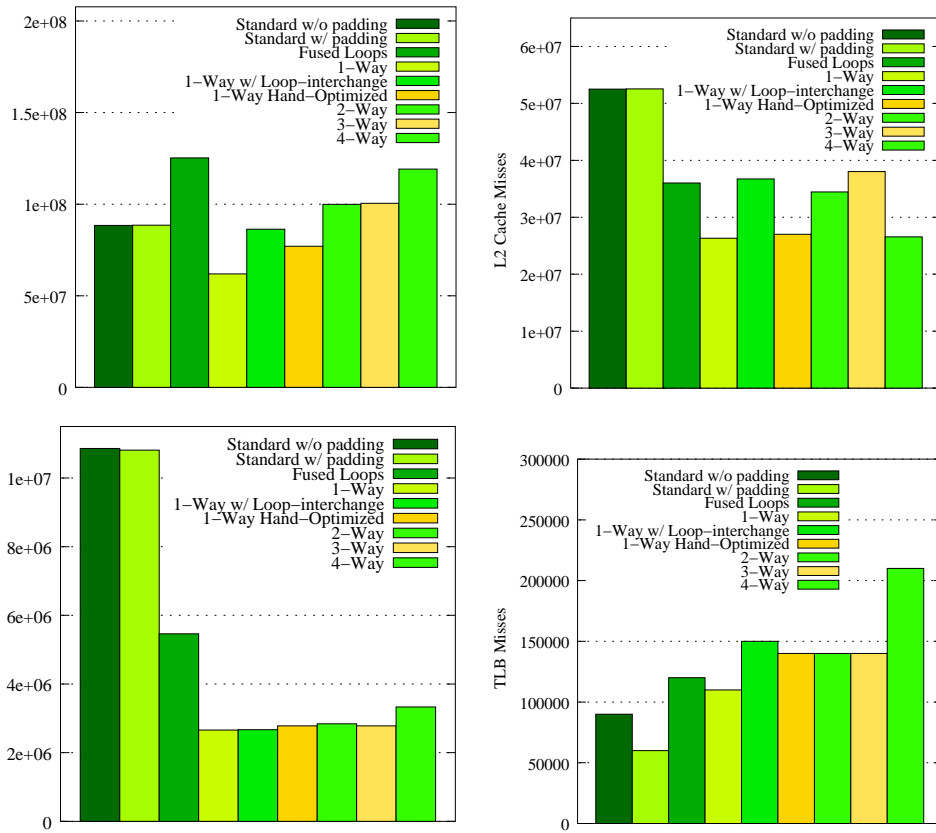 2e+08
1.5e+08
1e+08
5e+07
0
Standard w/o padding
Standard w/ padding
Fused Loops
1−Way
1−Way w/ Loop−interchange
1−Way Hand−Optimized
2−Way
3−Way
4−Way
L2 Cache Misses
6e+07
5e+07
4e+07
3e+07
2e+07
1e+07
0
Standard w/o padding
Standard w/ padding
Fused Loops
1−Way
1−Way w/ Loop−interchange
1−Way Hand−Optimized
2−Way
3−Way
4−Way
1e+07
8e+06
6e+06
4e+06
2e+06
0
Standard w/o padding
Standard w/ padding
Fused Loops
1−Way
1−Way w/ Loop−interchange
1−Way Hand−Optimized
2−Way
3−Way
4−Way
TLB Misses
300000
250000
200000
150000
100000
50000
0
Standard w/o padding
Standard w/ padding
Fused Loops
1−Way
1−Way w/ Loop−interchange
1−Way Hand−Optimized
2−Way
3−Way
4−Way